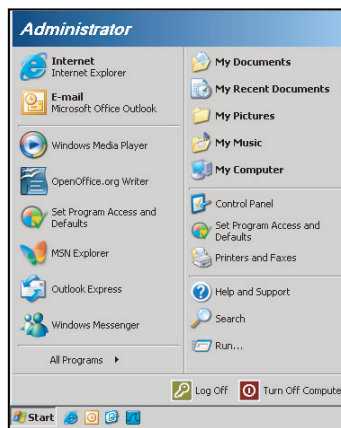 Administrator
Internet
Internet Explorer
E-mail
Microsoft Office Outlook
Windows Media Player
OpenOffice.org Writer
Set Program Access and
Defaults
MSN Explorer
Outlook Express
Windows Messenger
All Programs
My Documents
My Recent Documents
My Pictures
My Music
My Computer
Control Panel
Set Program Access and
Defaults
Printers and Faxes
Help and Support
Search
Run...
Log Off
Turn Off Compute
Start